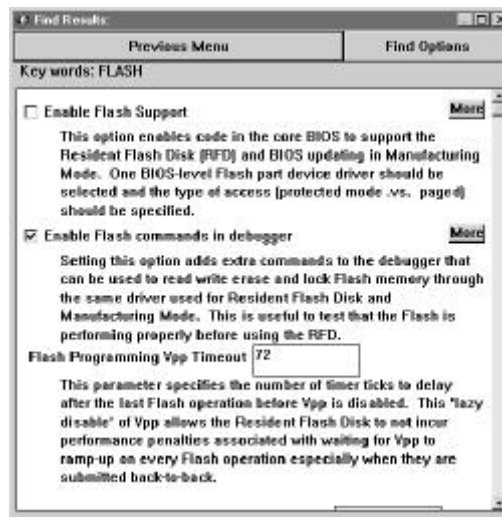 Find Results:
Previous Menu
Find Options
Key words: FLASH
Enable Flash Support
More
This option enables code in the core BIOS to support the
Resident Flash Disk (RFD) and BIOS updating in Manufacturing
Mode. One BIOS-level Flash part device driver should be
selected and the type of access (protected mode .vs. paged)
should be specified.
Enable Flash commands in debugger
More
Setting this option adds extra commands to the debugger that
can be used to read write erase and lock Flash memory through
the same driver used for Resident Flash Disk and
Manufacturing Mode. This is useful to test that the Flash is
performing properly before using the RFD.
Flash Programming Vpp Timeout 72
This parameter specifies the number of timer ticks to delay
after the last Flash operation before Vpp is disabled. This "lazy
disable" of Vpp allows the Resident Flash Disk to not incur
performance penalties associated with waiting for Vpp to
ramp-up on every Flash operation especially when they are
submitted back-to-back.